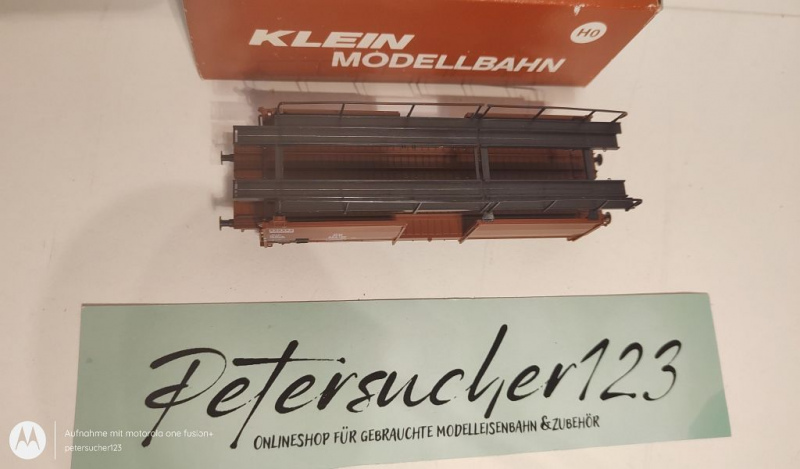 KLEIN
MODELLBAHN
H0
Petersucher123
ONLINESHOP FÜR GEBRAUCHTE MODELLEISENBAHN & ZUBEHÖR
Aufnahme mit motorola one fusion+
petersucher123